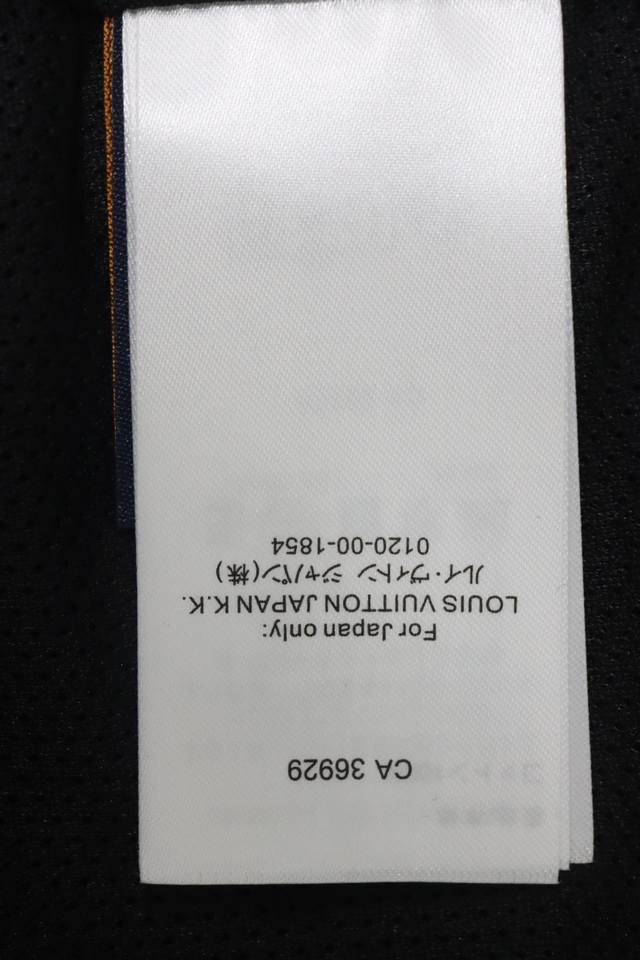 CA 36929
For Japan only:
LOUIS VUITTON JAPAN K.K.
ルイ・ヴィトン ジャパン(株)
0120-00-1854